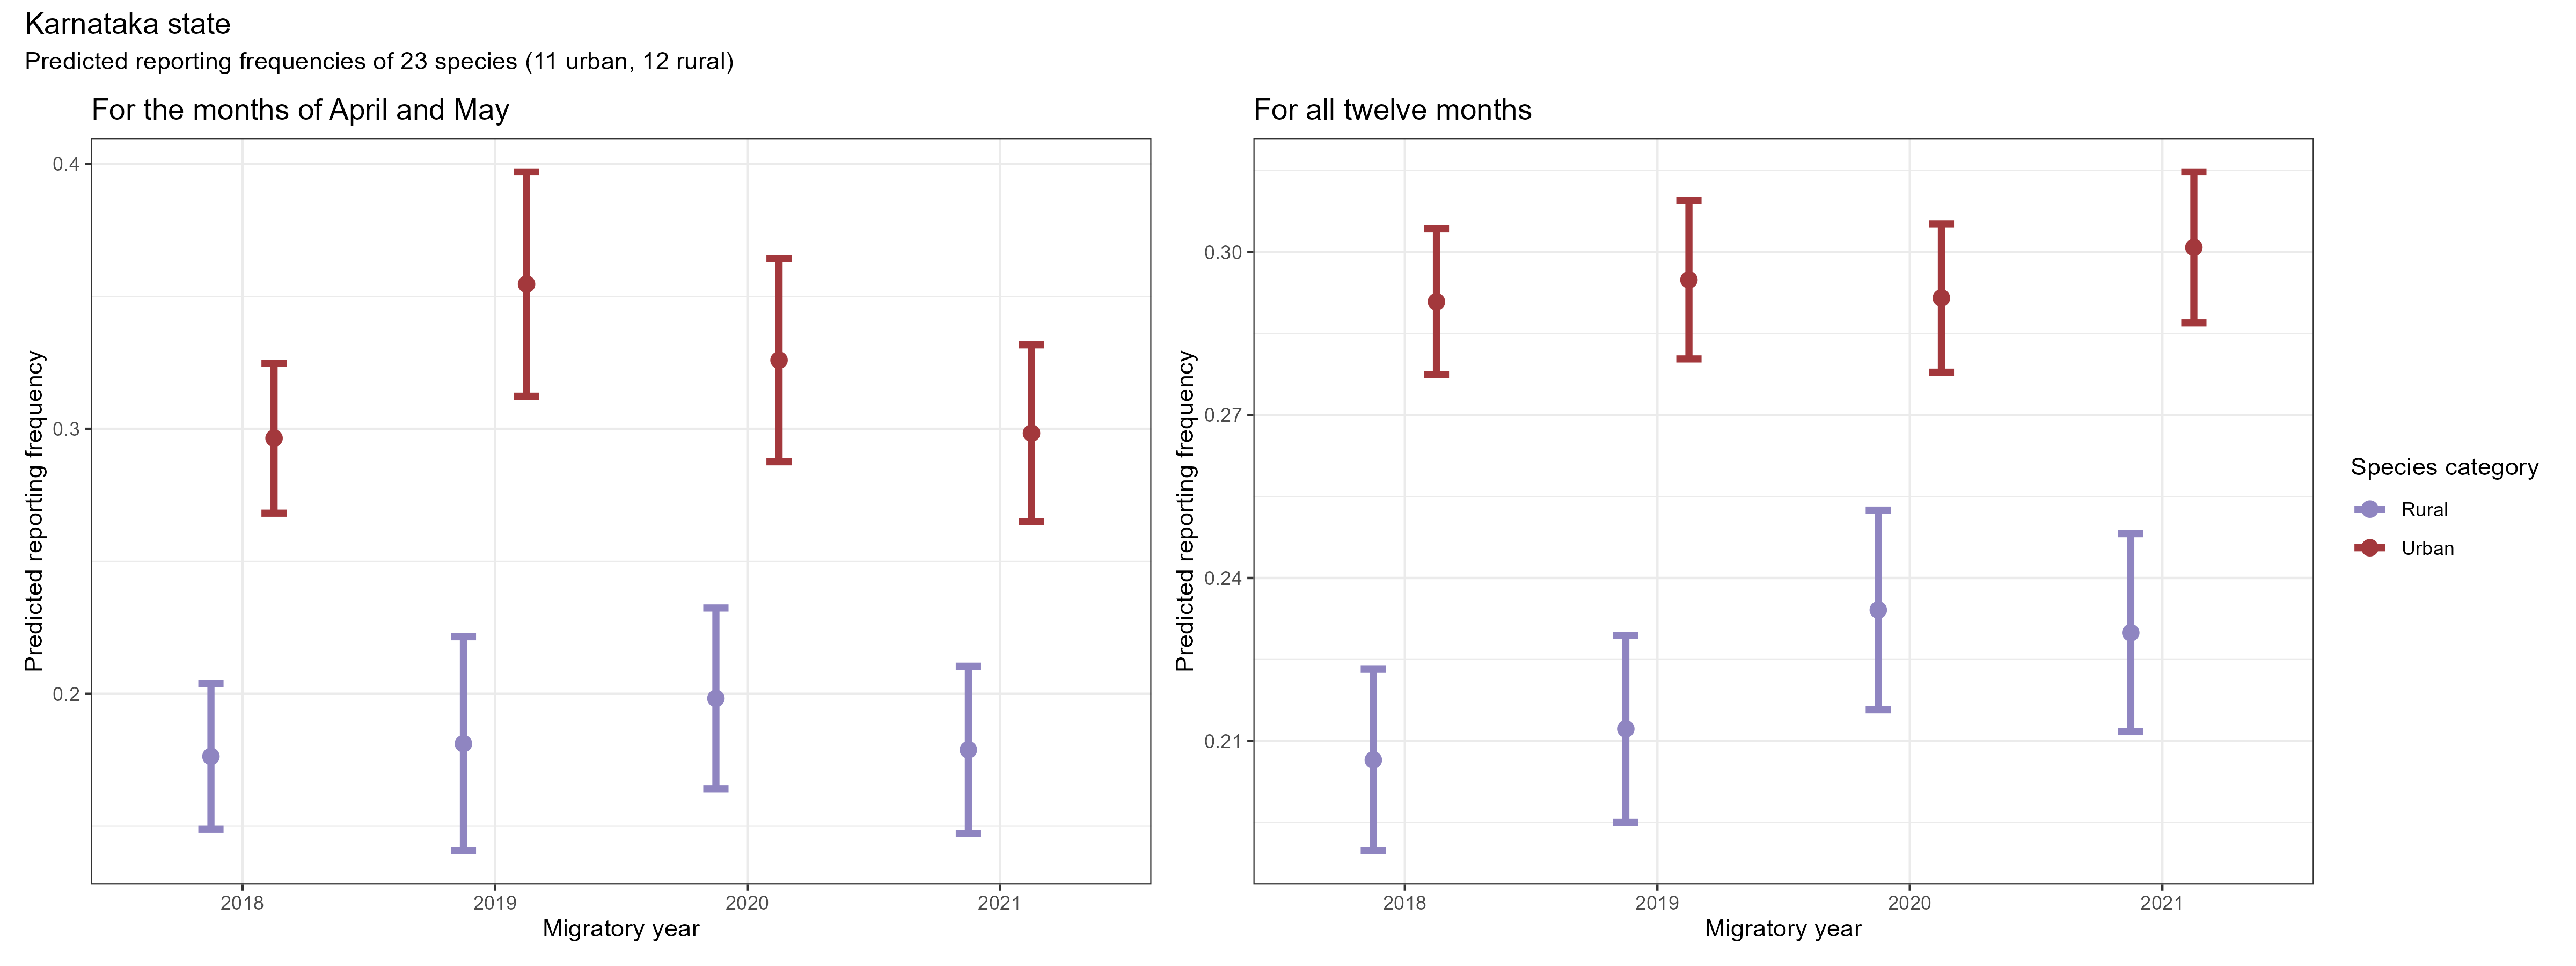 Karnataka state
Predicted reporting frequencies of 23 species (11 urban, 12 rural)
For the months of April and May
Predicted reporting frequency
0.4
0.3
0.2
2018 2019 2020 2021
Migratory year
For all twelve months
Predicted reporting frequency
0.30
0.27
0.24
0.21
2018 2019 2020 2021
Migratory year
Species category
Rural
Urban